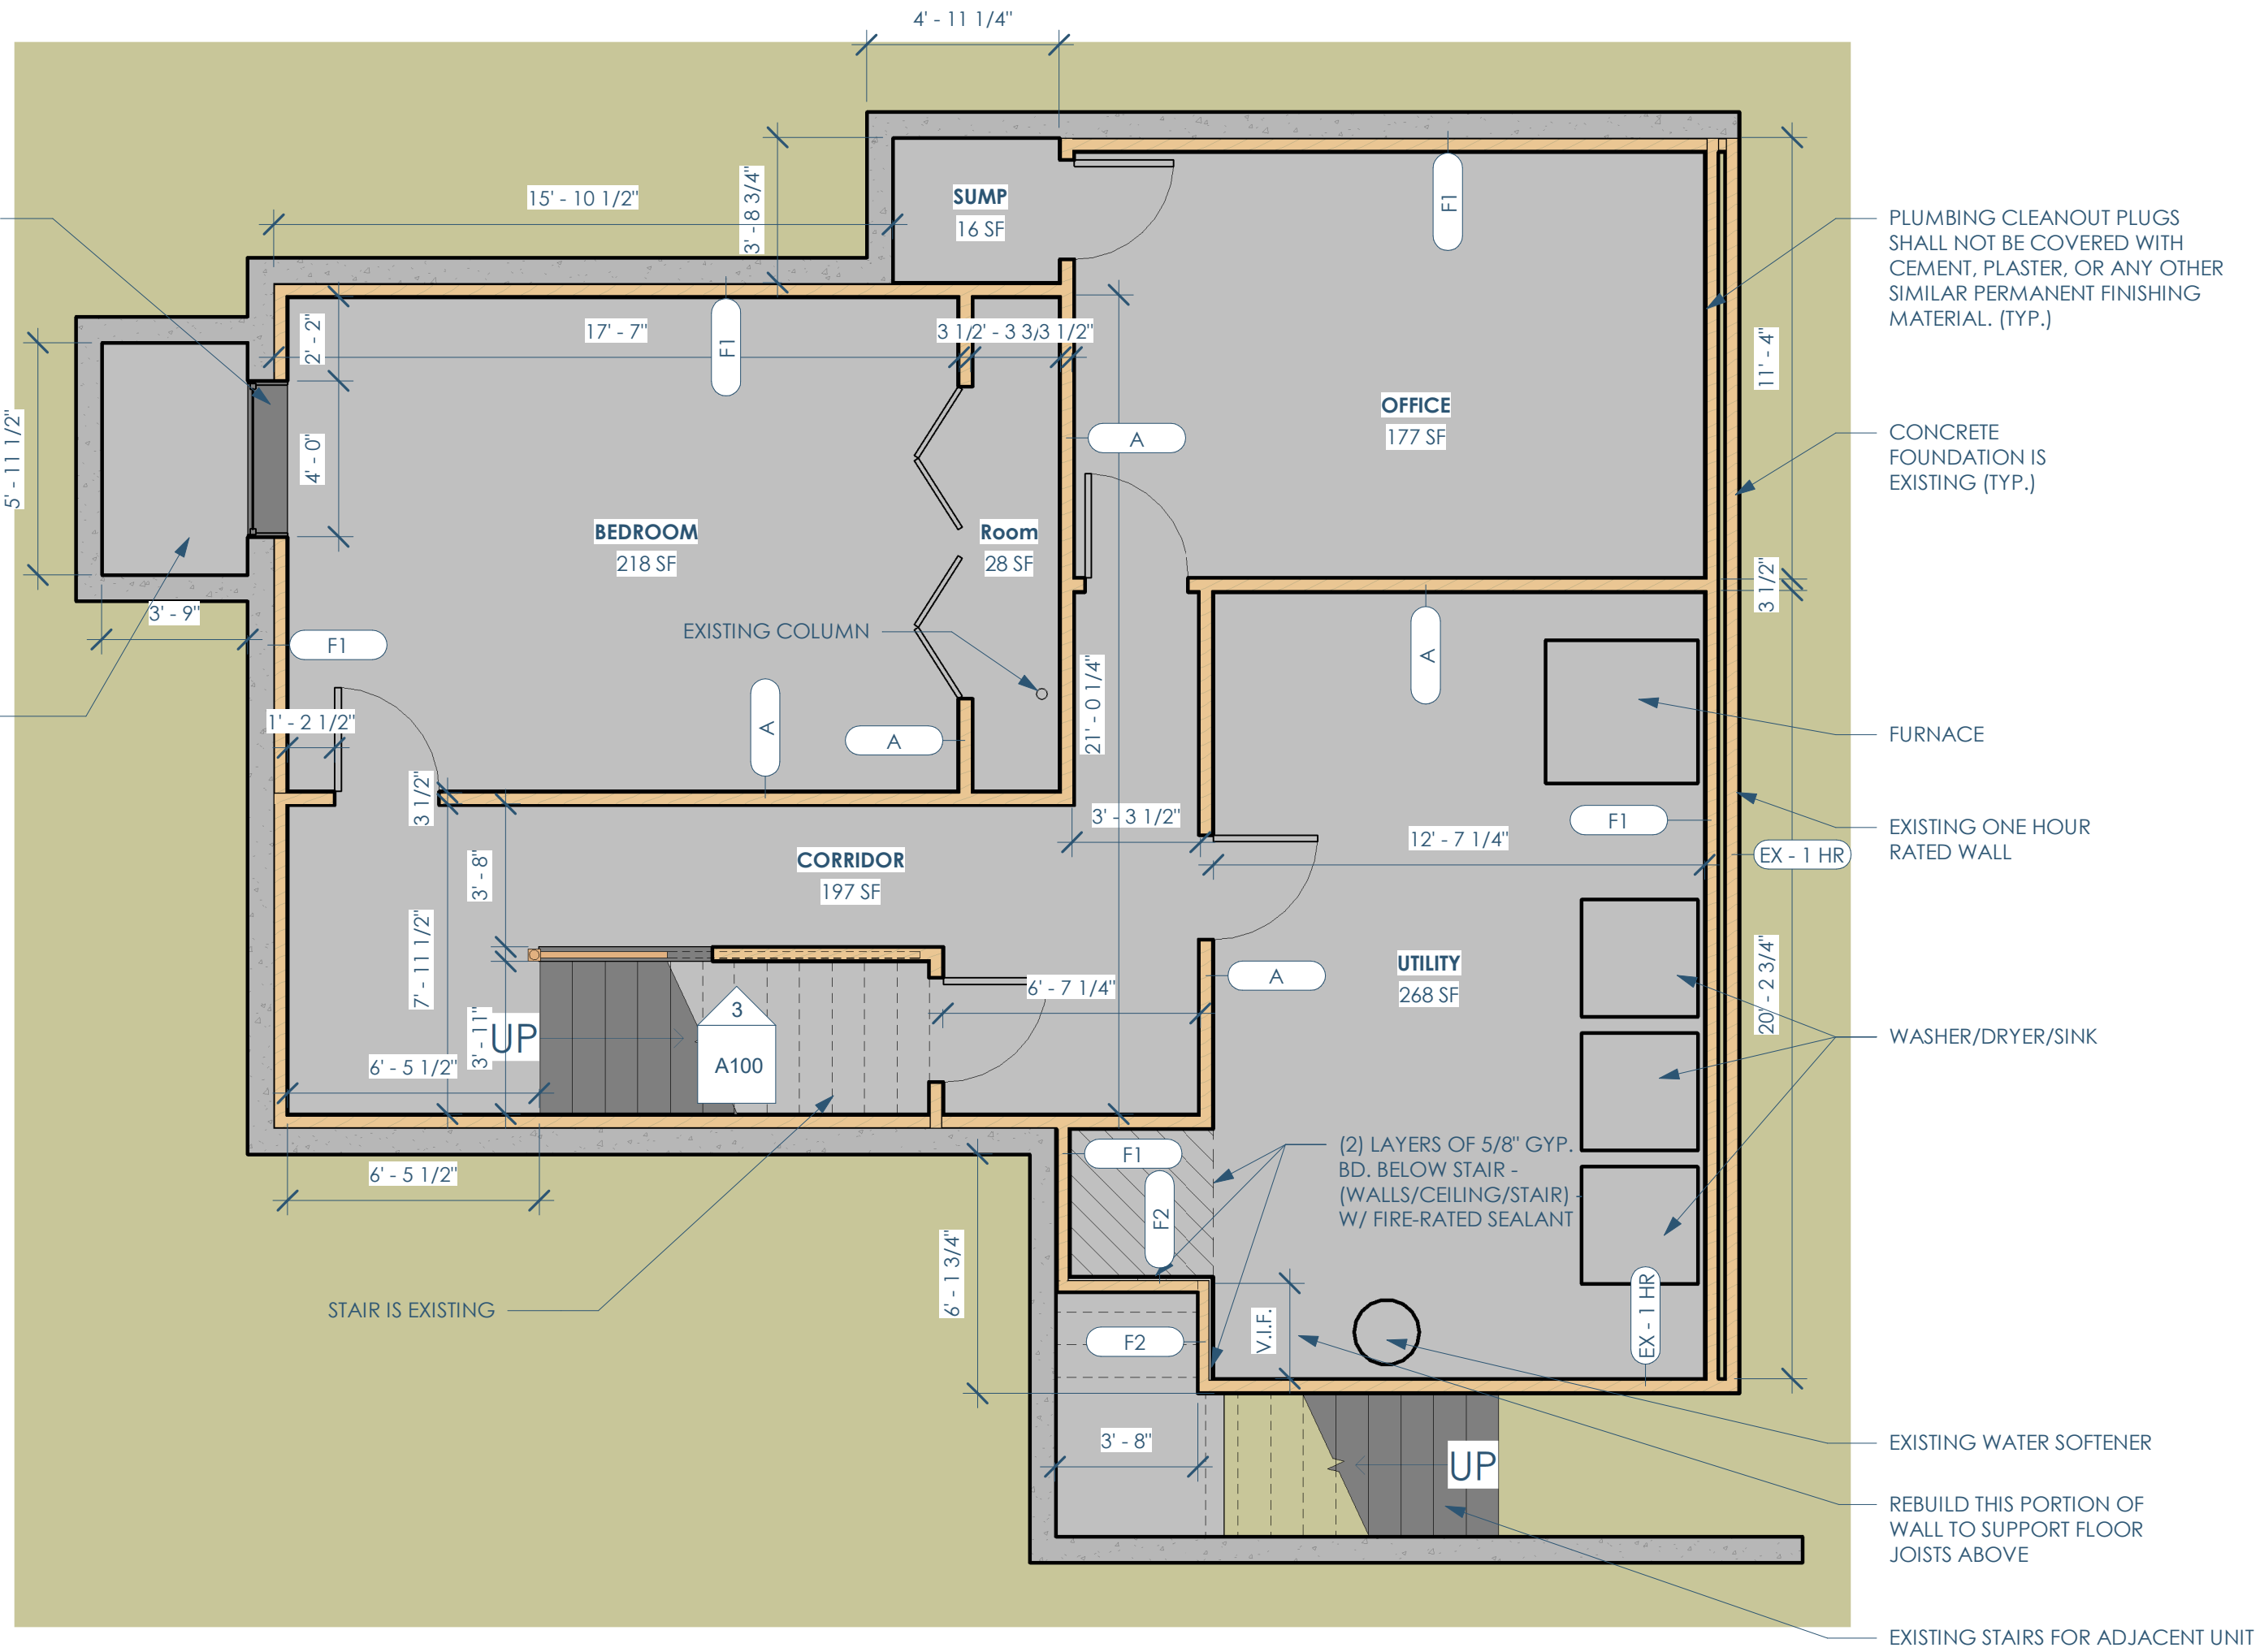 4' - 11 1/4"
15' - 10 1/2"
3' - 8 3/4"
SUMP
16 SF
F1
PLUMBING CLEANOUT PLUGS
SHALL NOT BE COVERED WITH
CEMENT, PLASTER, OR ANY OTHER
SIMILAR PERMANENT FINISHING
MATERIAL. (TYP.)
2' - 2"
17' - 7"
F1
3 1/2' - 3 3/3 1/2"
11' - 4"
5' - 11 1/2"
4' - 0"
A
OFFICE
177 SF
CONCRETE
FOUNDATION IS
EXISTING (TYP.)
BEDROOM
218 SF
Room
28 SF
3 1/2"
3' - 9"
F1
EXISTING COLUMN
A
21' - 0 1/4"
1' - 2 1/2"
A
A
FURNACE
3 1/2"
3' - 3 1/2"
12' - 7 1/4"
F1
EXISTING ONE HOUR
RATED WALL
EX - 1 HR
3' - 8"
CORRIDOR
197 SF
7' - 11 1/2"
6' - 7 1/4"
A
UTILITY
268 SF
20' - 2 3/4"
3' - 11"
UP
3
A100
6' - 5 1/2"
WASHER/DRYER/SINK
6' - 5 1/2"
F1
F2
(2) LAYERS OF 5/8" GYP.
BD. BELOW STAIR -
(WALLS/CEILING/STAIR) -
W/ FIRE-RATED SEALANT
6' - 1 3/4"
STAIR IS EXISTING
F2
V.I.F.
EX - 1 HR
3' - 8"
UP
EXISTING WATER SOFTENER
REBUILD THIS PORTION OF
WALL TO SUPPORT FLOOR
JOISTS ABOVE
EXISTING STAIRS FOR ADJACENT UNIT